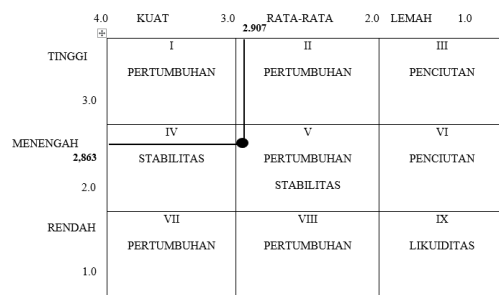 4.0 KUAT 3.0 RATA-RATA 2.0 LEMAH 1.0
2.907
TINGGI
I II III
PERTUMBUHAN PERTUMBUHAN PENCIUTAN
3.0
IV V VI
MENENGAH
STABILITAS PERTUMBUHAN PENCIUTAN
2,863
STABILITAS
2.0
VII VIII IX
RENDAH
PERTUMBUHAN PERTUMBUHAN LIKUIDITAS
1.0